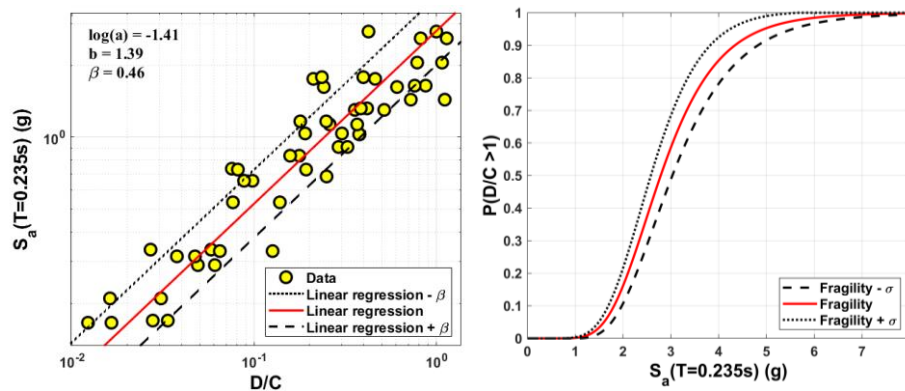 log(a) = -1.41
b = 1.39
β = 0.46
10^0
S_a(T=0.235s) (g)
Data
Linear regression - β
Linear regression
Linear regression + β
10^-2
10^-1
10^0
D/C
1
0.9
0.8
0.7
0.6
0.5
0.4
0.3
0.2
0.1
0
P(D/C >1)
Fragility - σ
Fragility
Fragility + σ
0
1
2
3
4
5
6
7
S_a(T=0.235s) (g)